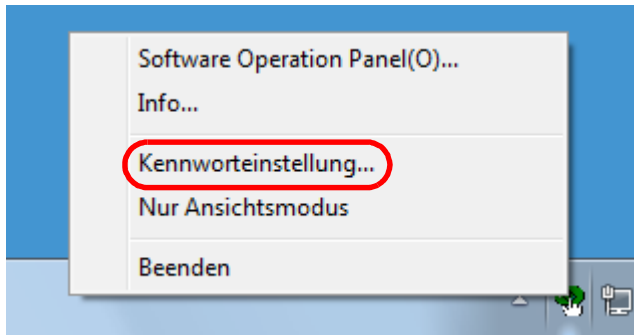 Software Operation Panel(O)...
Info...
Kennworteinstellung...
Nur Ansichtsmodus
Beenden